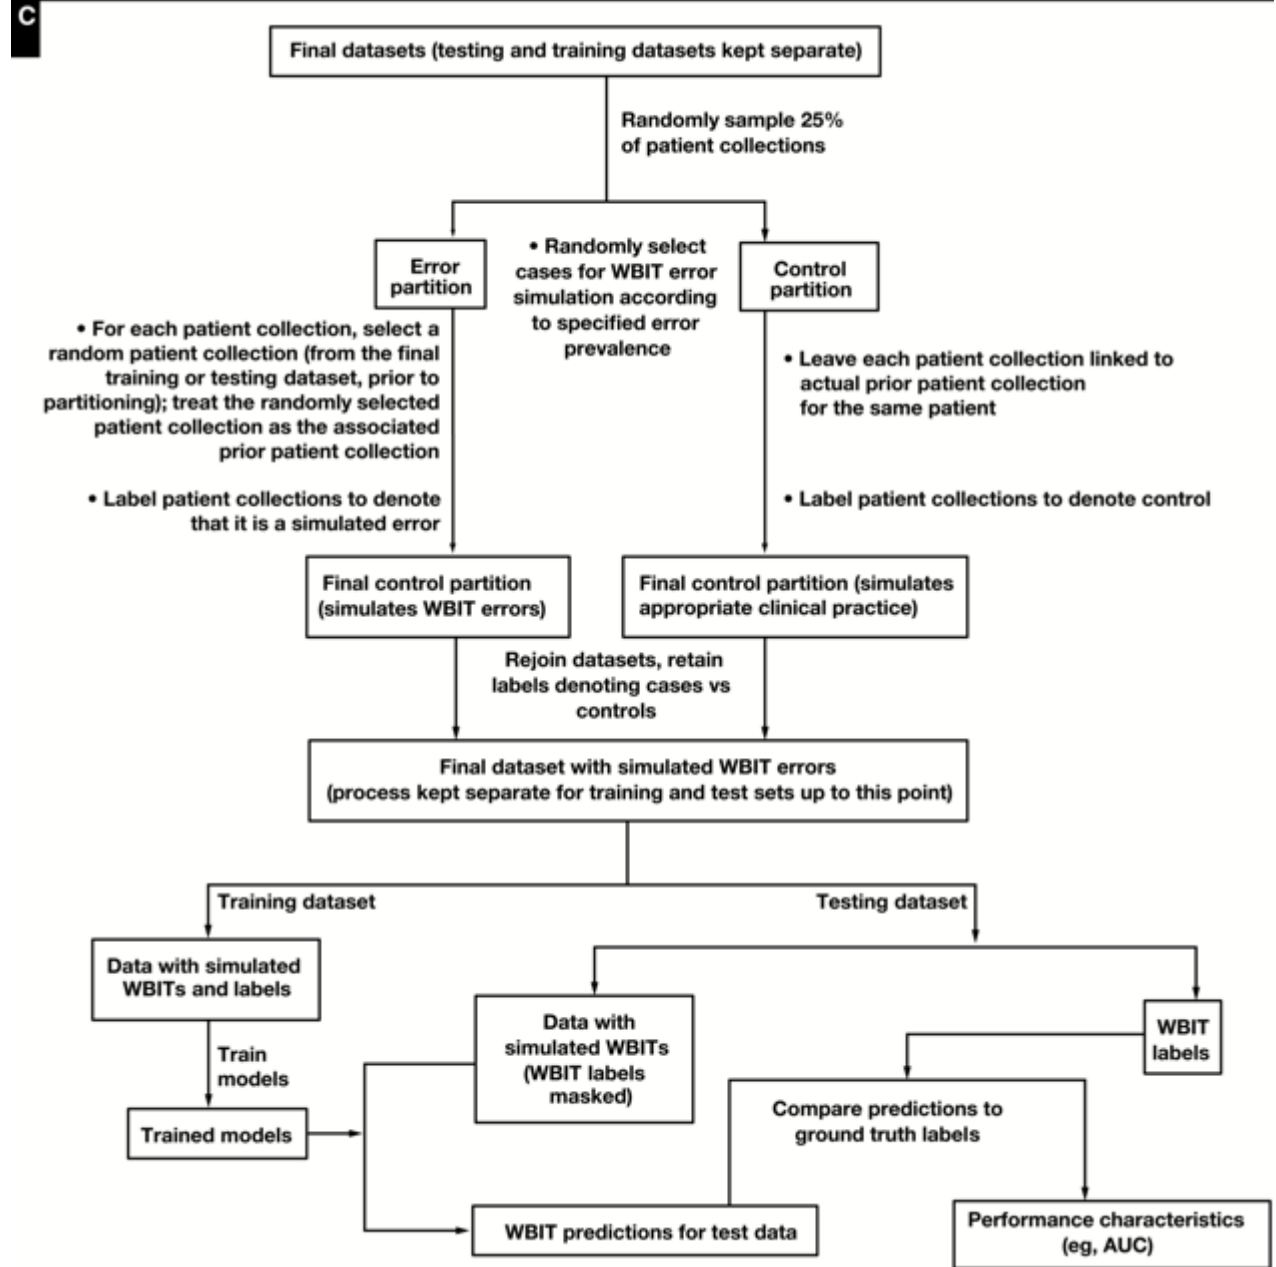 C
Final datasets (testing and training datasets kept separate)
Randomly sample 25%
of patient collections
Error
partition
• Randomly select
cases for WBIT error
simulation according
to specified error
prevalence
Control
partition
• For each patient collection, select a
random patient collection (from the final
training or testing dataset, prior to
partitioning); treat the randomly selected
patient collection as the associated
prior patient collection
• Leave each patient collection linked to
actual prior patient collection
for the same patient
• Label patient collections to denote
that it is a simulated error
• Label patient collections to denote control
Final control partition
(simulates WBIT errors)
Final control partition (simulates
appropriate clinical practice)
Rejoin datasets, retain
labels denoting cases vs
controls
Final dataset with simulated WBIT errors
(process kept separate for training and test sets up to this point)
Training dataset
Testing dataset
Data with simulated
WBITs and labels
Data with
simulated WBITs
(WBIT labels
masked)
WBIT
labels
Train
models
Trained models
Compare predictions to
ground truth labels
WBIT predictions for test data
Performance characteristics
(eg, AUC)